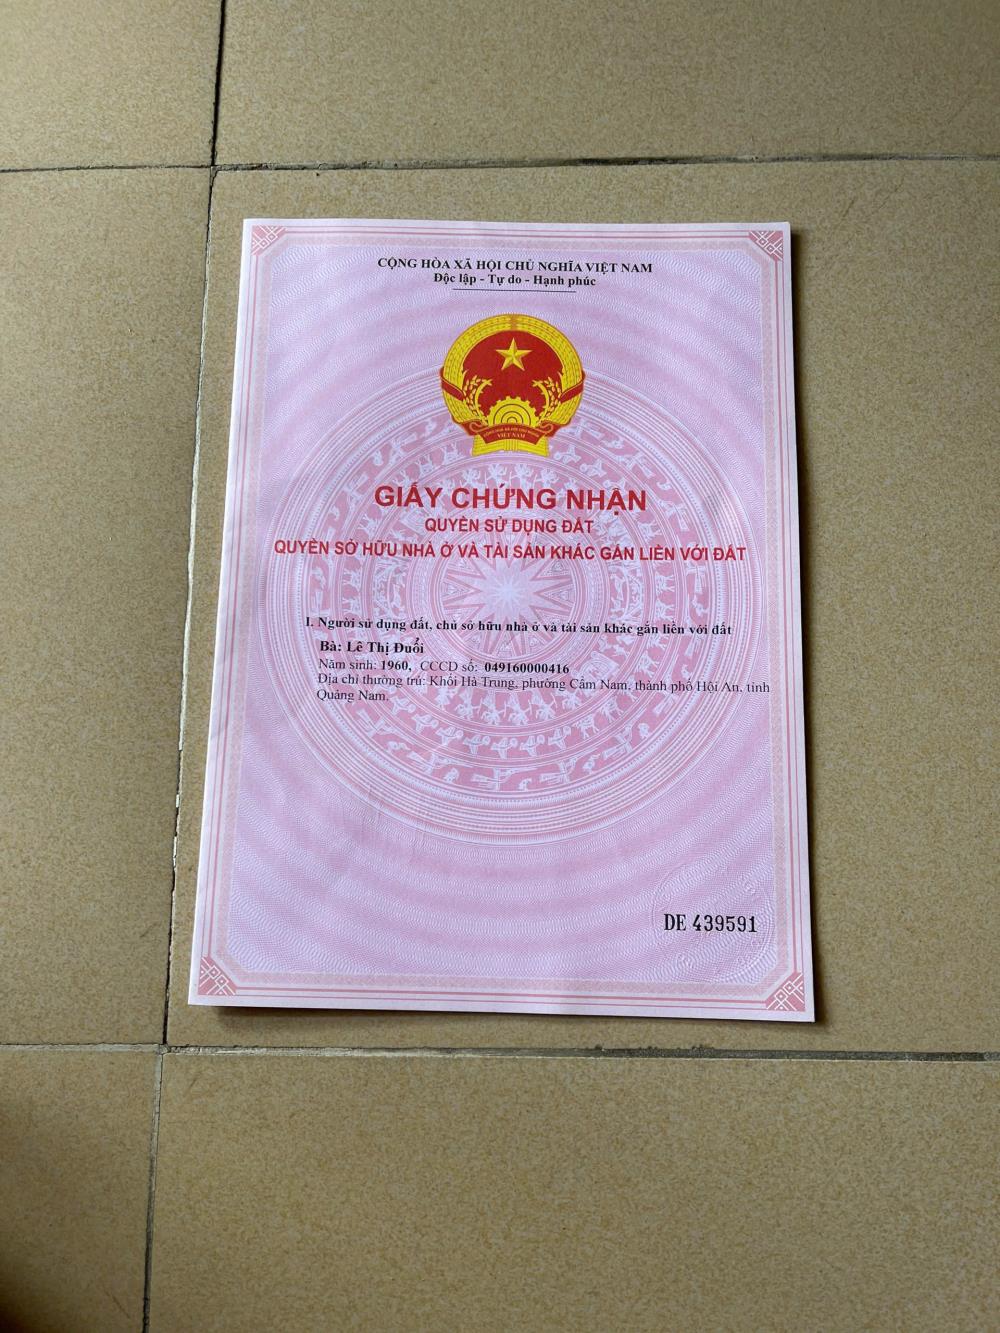 CỘNG HÒA XÃ HỘI CHỦ NGHĨA VIỆT NAM
Độc lập - Tự do - Hạnh phúc
VIỆT NAM
GIẤY CHỨNG NHẬN
QUYỀN SỬ DỤNG ĐẤT
QUYỀN SỞ HỮU NHÀ Ở VÀ TÀI SẢN KHÁC GẮN LIỀN VỚI ĐẤT
I. Người sử dụng đất, chủ sở hữu nhà ở và tài sản khác gắn liền với đất
Bà: Lê Thị Đuổi
Năm sinh: 1960, CCCD số: 049160000416
Địa chỉ thường trú: Khối Hà Trung, phường Cẩm Nam, thành phố Hội An, tỉnh
Quảng Nam.
DE 439591